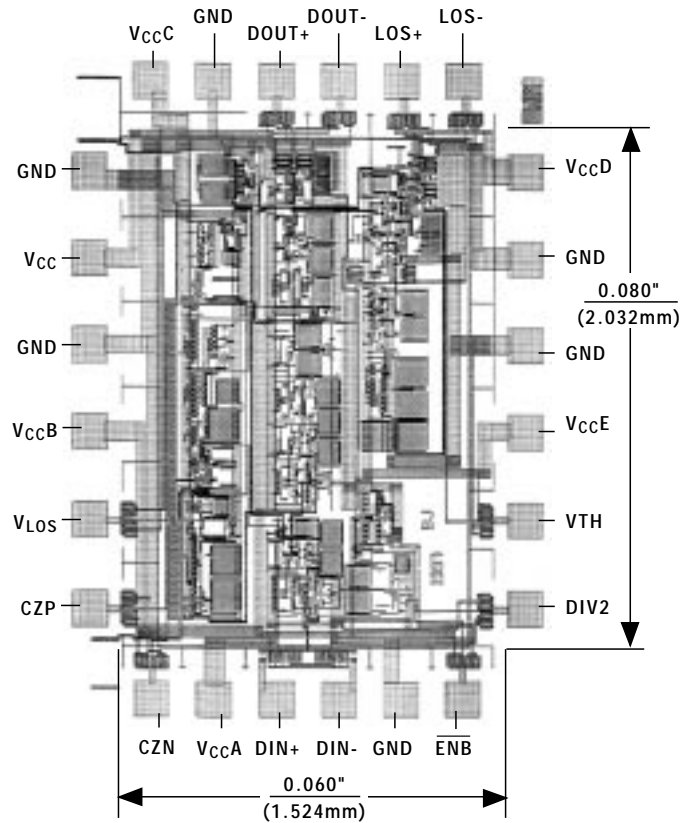 VCCC
GND
DOUT+
DOUT-
LOS+
LOS-
GND
VCCD
VCC
GND
0.080"
(2.032mm)
GND
GND
VCCB
VCCE
VLOS
VTH
CZP
DIV2
CZN
VCCA
DIN+
DIN-
GND
ENB
0.060"
(1.524mm)